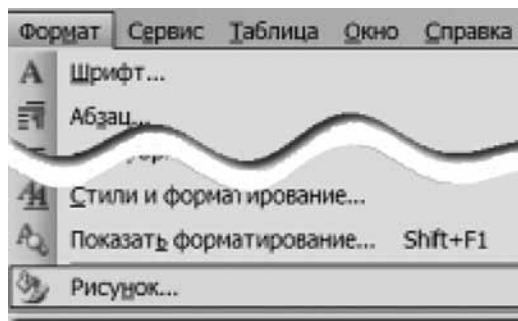 Формат Сервис Таблица Окно Справка
Шрифт...
Абзац...
Стили и форматирование...
Показать форматирование... Shift+F1
Рисунок...